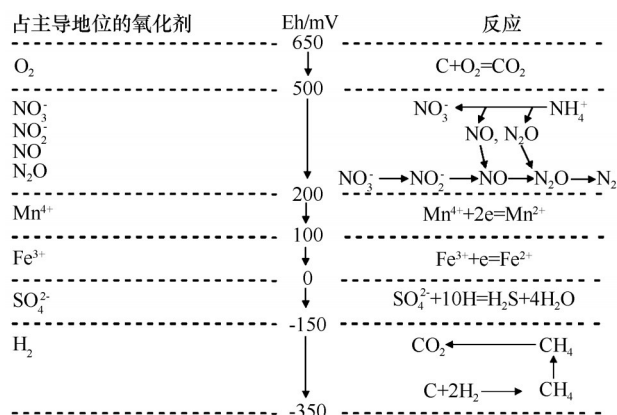 占主导地位的氧化剂 Eh/mV 反应
650
O₂ C+O₂=CO₂
500
NO₃⁻ NO₃⁻ NH₄⁺
NO₂⁻ NO, N₂O
NO
N₂O NO₃⁻ NO₂⁻ NO N₂O N₂
200
Mn⁴⁺ Mn⁴⁺+2e=Mn²⁺
100
Fe³⁺ Fe³⁺+e=Fe²⁺
0
SO₄²⁻ SO₄²⁻+10H=H₂S+4H₂O
-150
H₂ CO₂ CH₄
C+2H₂ CH₄
-350